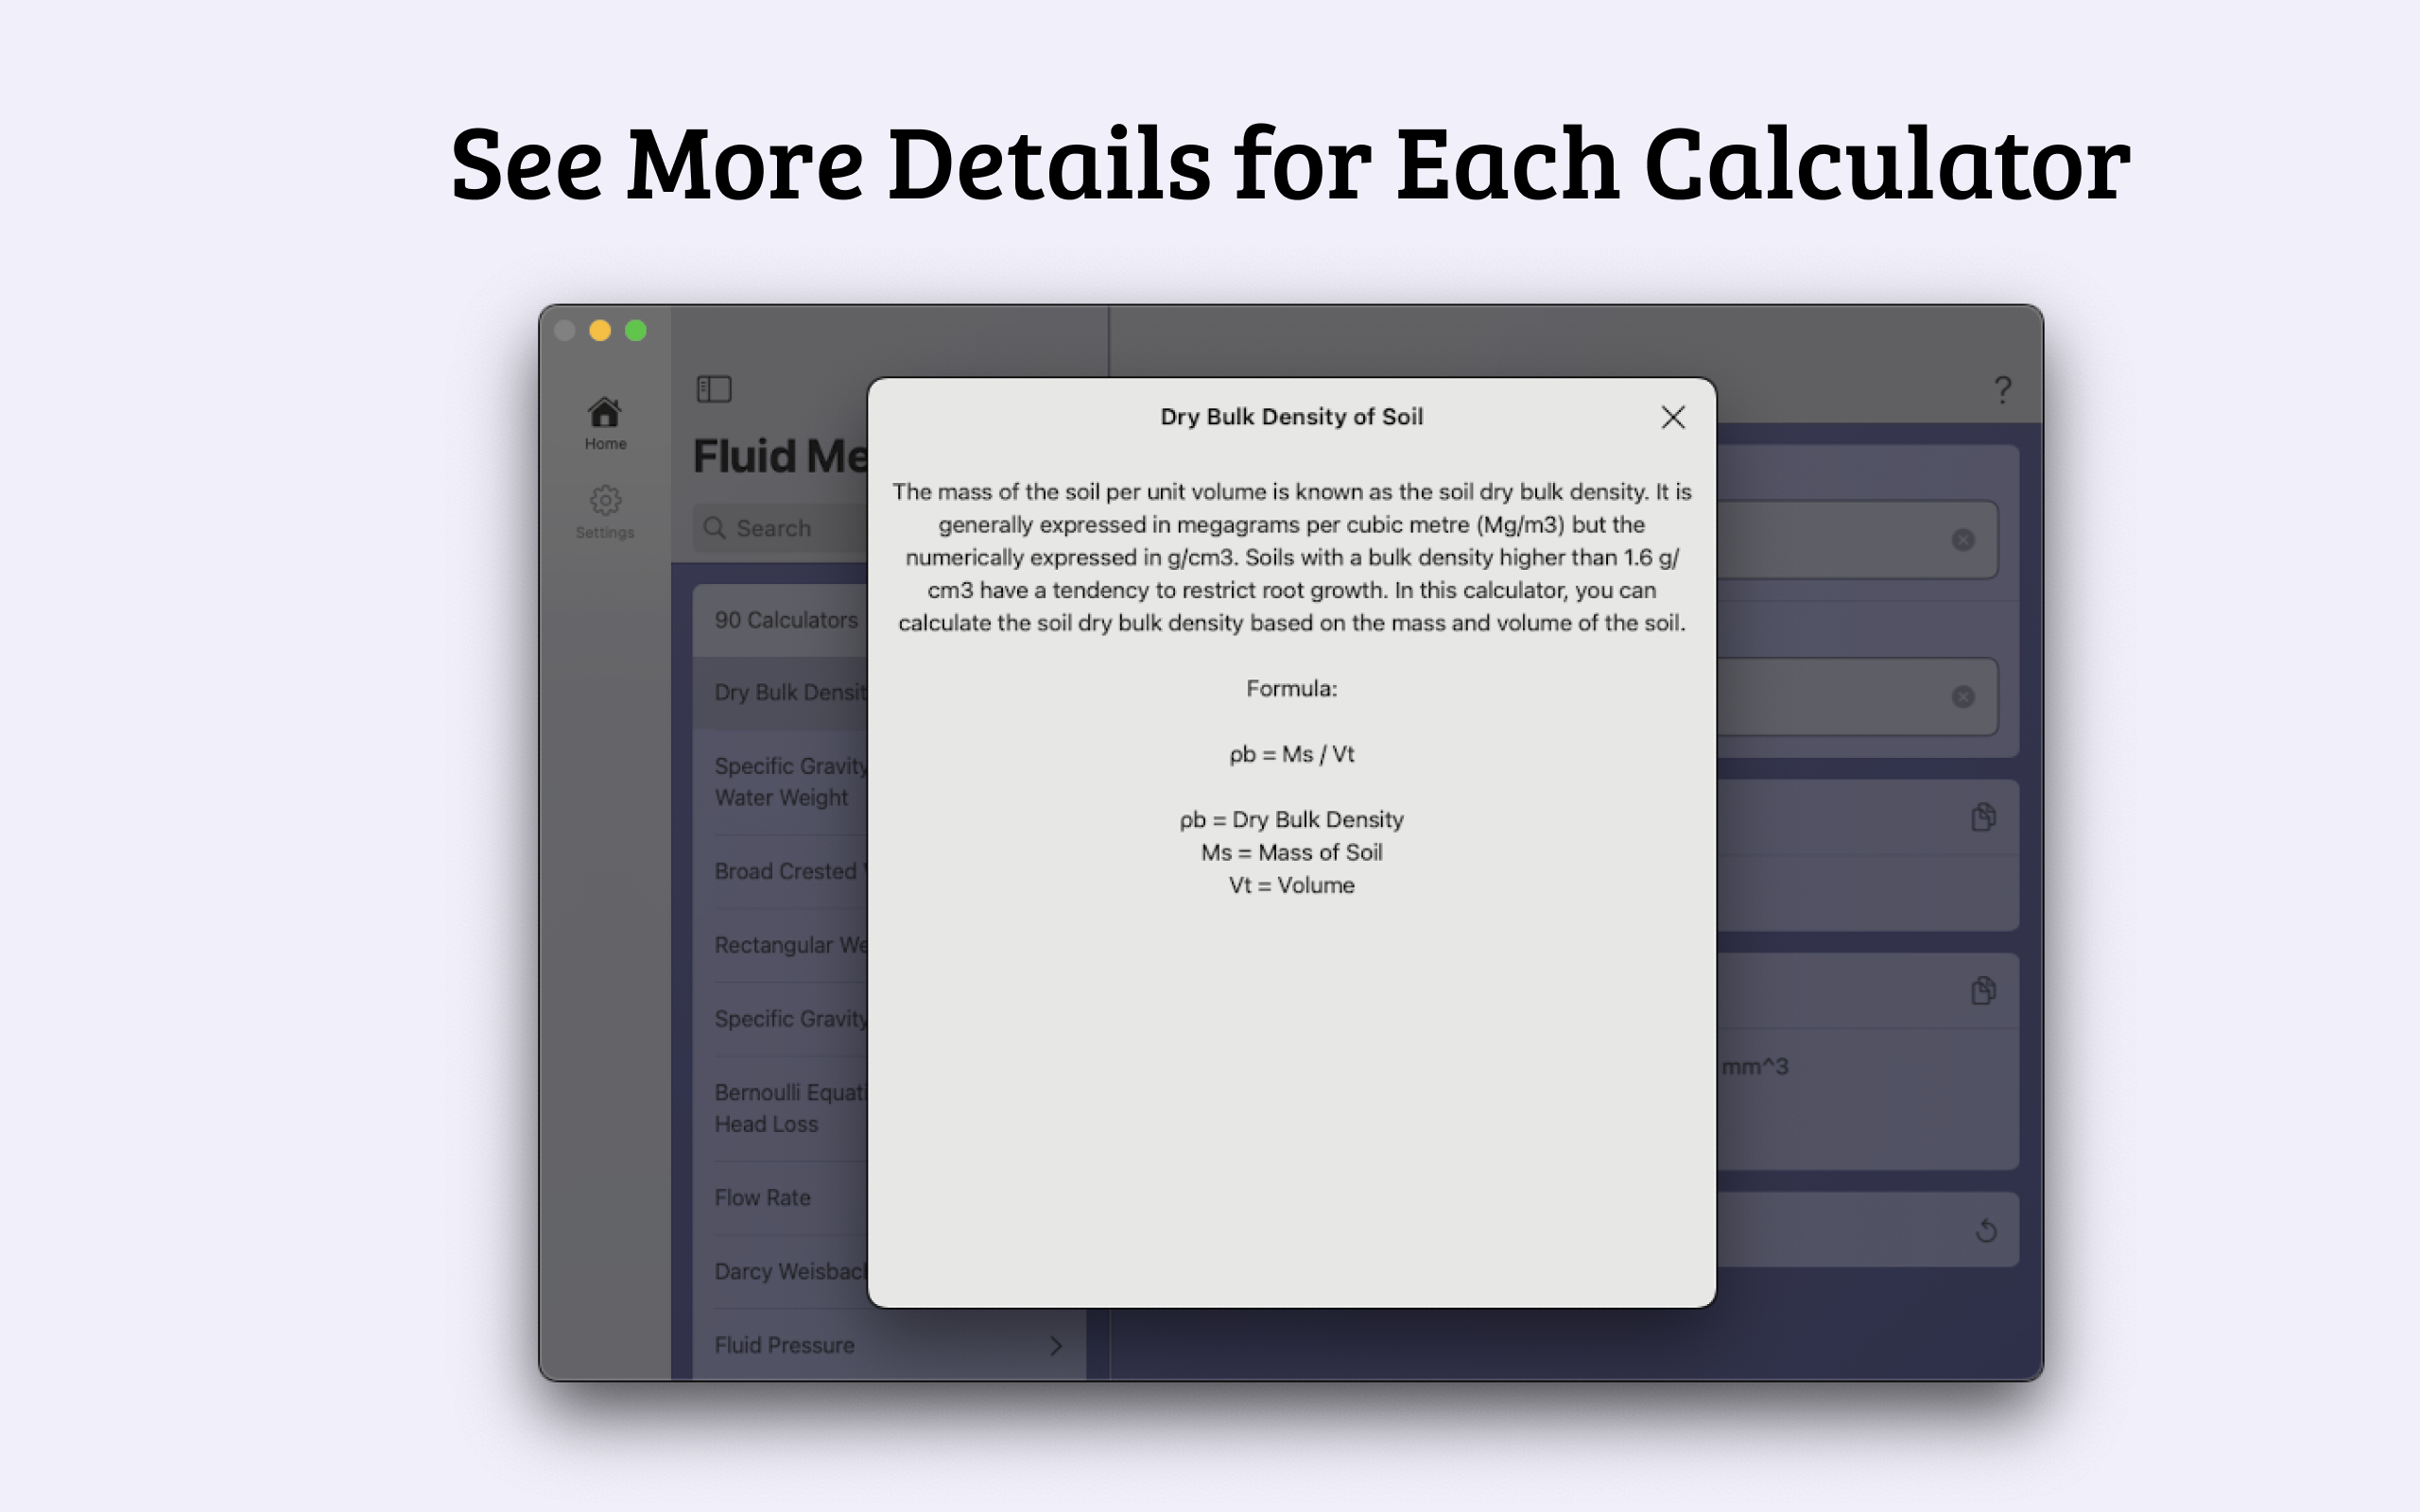 See More Details for Each Calculator
Home
Settings
?
Fluid Me
Search
90 Calculators
Dry Bulk Densit
Specific Gravity
Water Weight
Broad Crested
Rectangular We
Specific Gravity
Bernoulli Equati
Head Loss
Flow Rate
Darcy Weisbac
Fluid Pressure
Dry Bulk Density of Soil
The mass of the soil per unit volume is known as the soil dry bulk density. It is
generally expressed in megagrams per cubic metre (Mg/m3) but the
numerically expressed in g/cm3. Soils with a bulk density higher than 1.6 g/
cm3 have a tendency to restrict root growth. In this calculator, you can
calculate the soil dry bulk density based on the mass and volume of the soil.
Formula:
ρb = Ms / Vt
ρb = Dry Bulk Density
Ms = Mass of Soil
Vt = Volume
mm^3